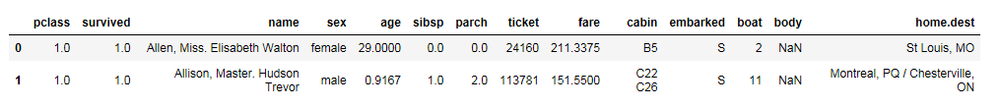 pclass survived name sex age sibsp parch ticket fare cabin embarked boat body home.dest
0 1.0 1.0 Allen, Miss. Elisabeth Walton female 29.0000 0.0 0.0 24160 211.3375 B5 S 2 NaN St Louis, MO
1 1.0 1.0 Allison, Master. Hudson Trevor male 0.9167 1.0 2.0 113781 151.5500 C22 C26 S 11 NaN Montreal, PQ / Chesterville, ON